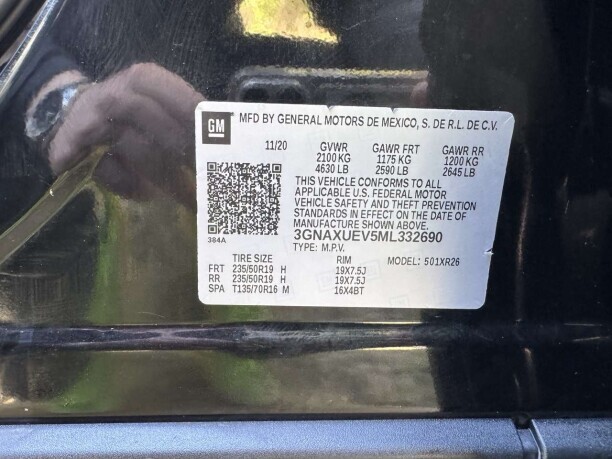 GM
MFD BY GENERAL MOTORS DE MEXICO, S. DE R.L. DE C.V.
11/20 GVWR GAWR FRT GAWR RR
2100 KG 1175 KG 1200 KG
4630 LB 2590 LB 2645 LB
THIS VEHICLE CONFORMS TO ALL
APPLICABLE U.S. FEDERAL MOTOR
VEHICLE SAFETY AND THEFT PREVENTION
STANDARDS IN EFFECT ON THE DATE OF
MANUFACTURE SHOWN ABOVE.
384A
3GNAXUEV5ML332690
TYPE: M.P.V.
TIRE SIZE RIM MODEL: 501XR26
FRT 235/50R19 H 19X7.5J
RR 235/50R19 H 19X7.5J
SPA T135/70R16 M 16X4BT